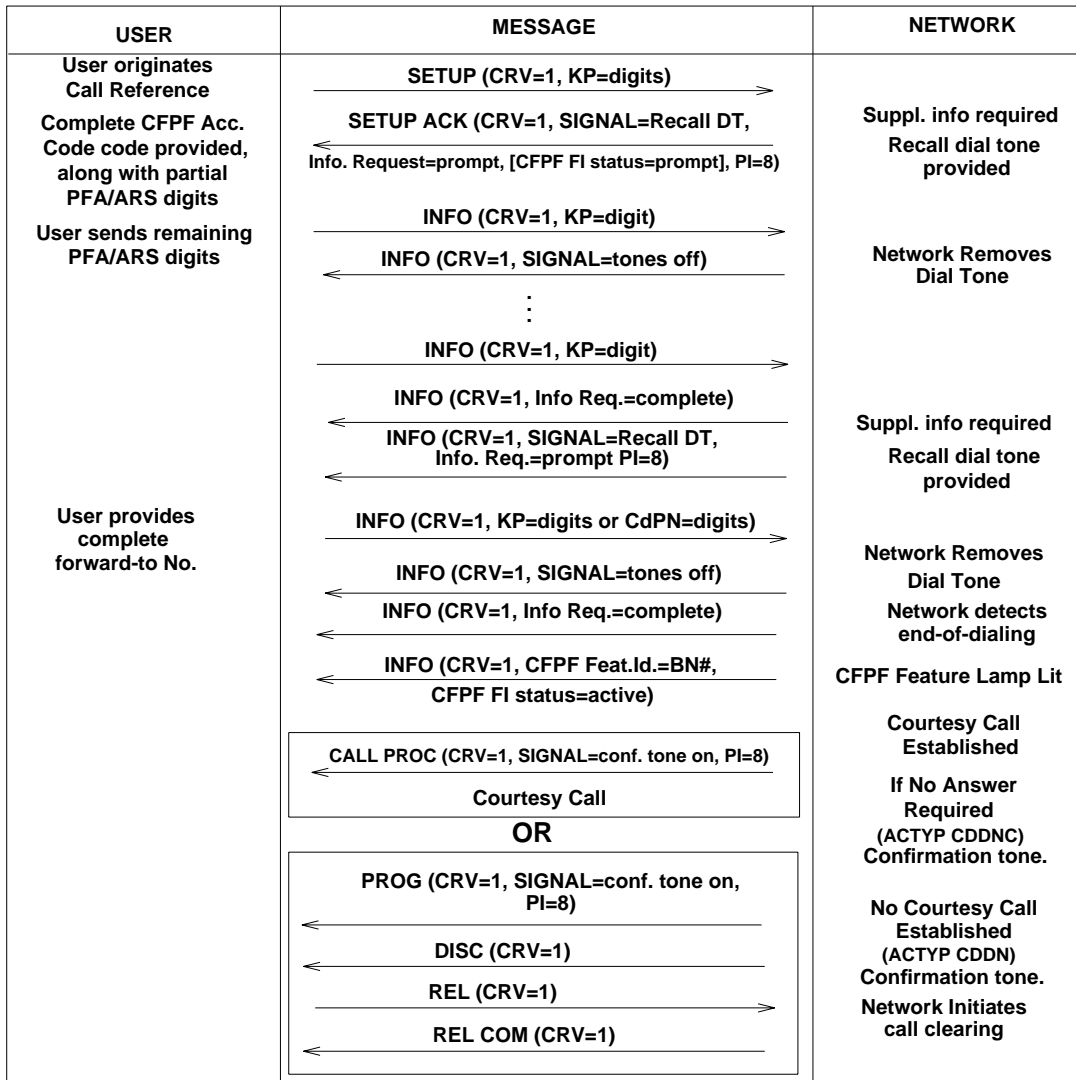 USER
MESSAGE
NETWORK
User originates
Call Reference
SETUP (CRV=1, KP=digits)
Complete CFPF Acc.
Code code provided,
along with partial
PFA/ARS digits
SETUP ACK (CRV=1, SIGNAL=Recall DT,
Info. Request=prompt, [CFPF FI status=prompt], PI=8)
Suppl. info required
Recall dial tone
provided
User sends remaining
PFA/ARS digits
INFO (CRV=1, KP=digit)
INFO (CRV=1, SIGNAL=tones off)
Network Removes
Dial Tone
INFO (CRV=1, KP=digit)
INFO (CRV=1, Info Req.=complete)
INFO (CRV=1, SIGNAL=Recall DT,
Info. Req.=prompt PI=8)
Suppl. info required
Recall dial tone
provided
User provides
complete
forward-to No.
INFO (CRV=1, KP=digits or CdPN=digits)
INFO (CRV=1, SIGNAL=tones off)
Network Removes
Dial Tone
INFO (CRV=1, Info Req.=complete)
Network detects
end-of-dialing
INFO (CRV=1, CFPF Feat.Id.=BN#,
CFPF FI status=active)
CFPF Feature Lamp Lit
Courtesy Call
Established
CALL PROC (CRV=1, SIGNAL=conf. tone on, PI=8)
Courtesy Call
If No Answer
Required
(ACTYP CDDNC)
Confirmation tone.
OR
PROG (CRV=1, SIGNAL=conf. tone on,
PI=8)
No Courtesy Call
Established
(ACTYP CDDN)
Confirmation tone.
DISC (CRV=1)
REL (CRV=1)
Network Initiates
call clearing
REL COM (CRV=1)